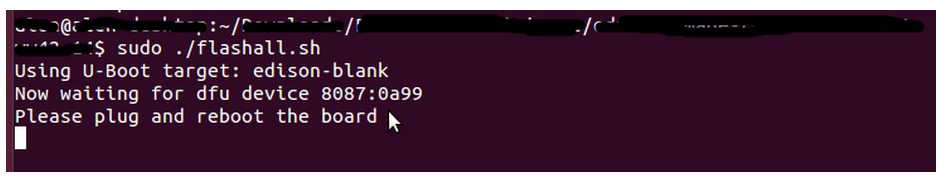 :~/Downloads/
$ sudo ./flashall.sh
Using U-Boot target: edison-blank
Now waiting for dfu device 8087:0a99
Please plug and reboot the board